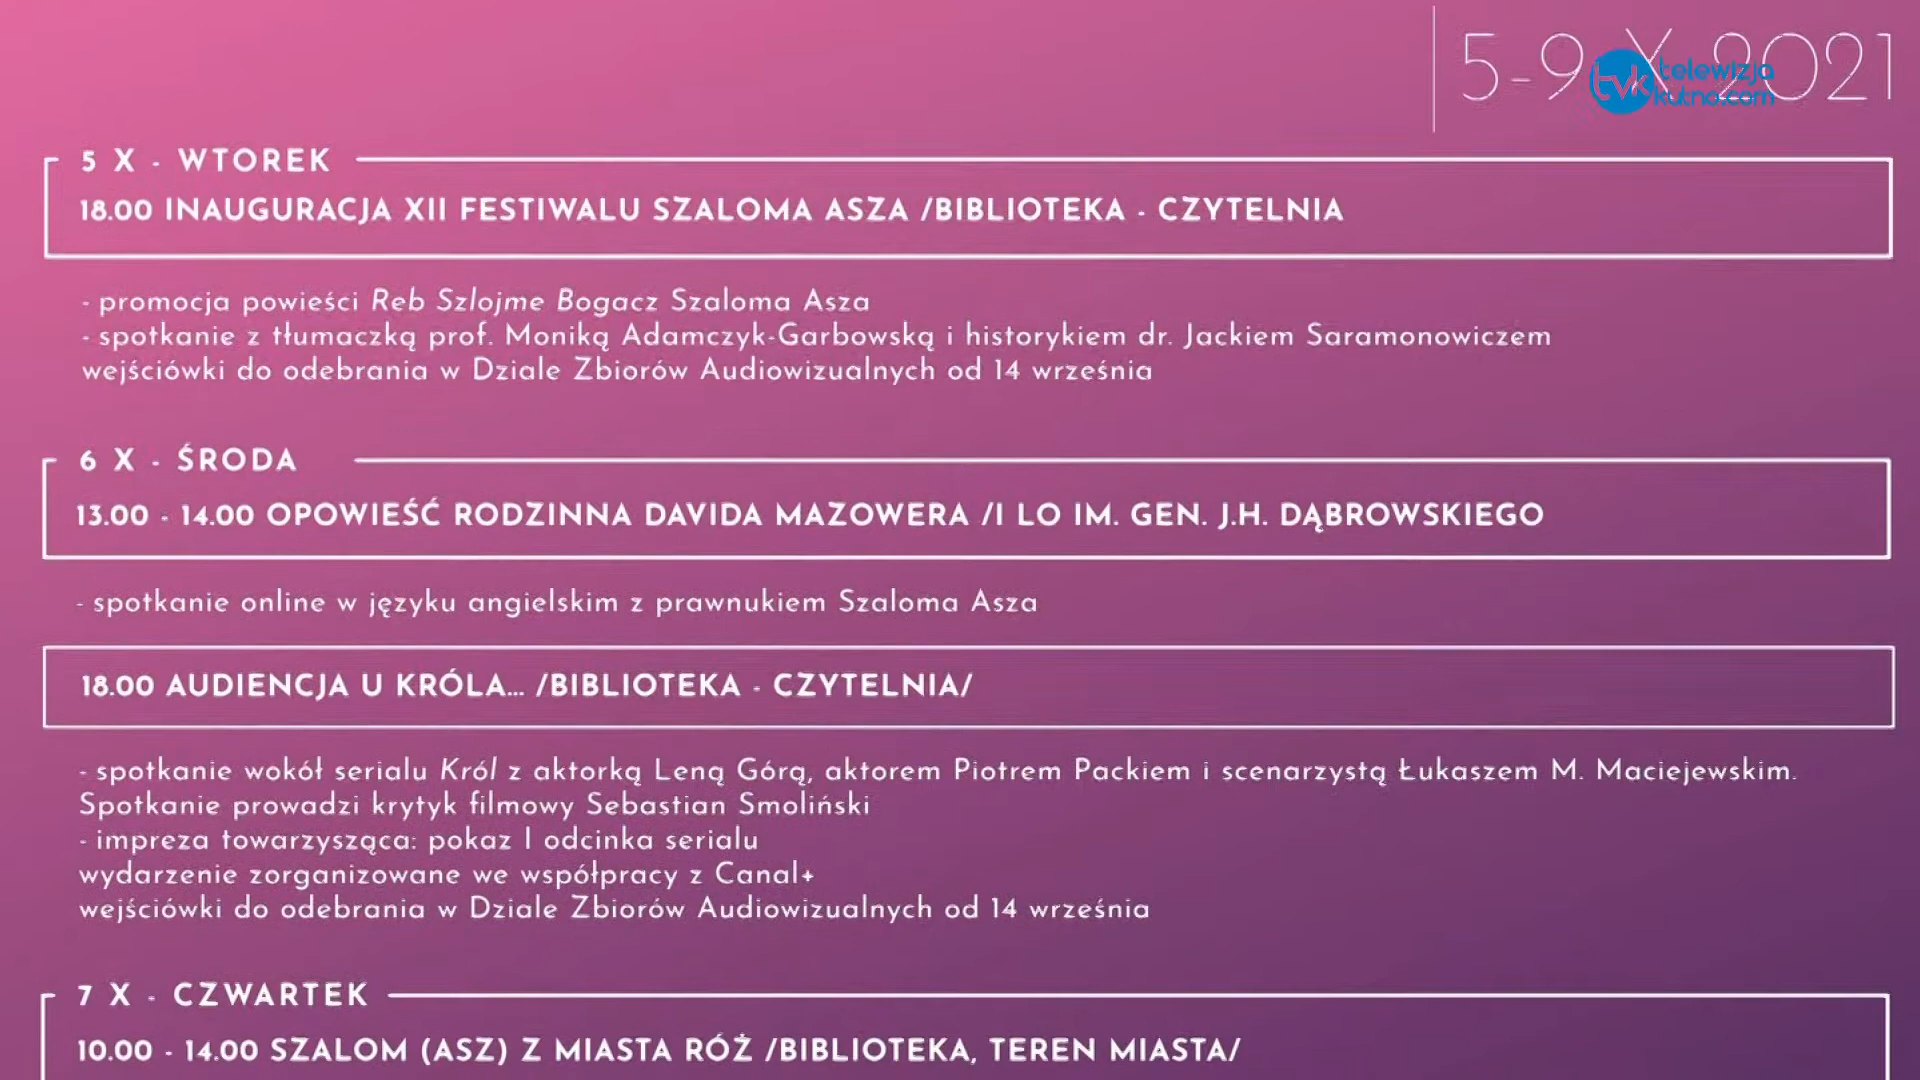 5-9 X 2021
tvk telewizja
kutno.com
5 X - WTOREK
18.00 INAUGURACJA XII FESTIWALU SZALOMA ASZA /BIBLIOTEKA - CZYTELNIA
- promocja powieści Reb Szlojme Bogacz Szaloma Asza
- spotkanie z tłumaczką prof. Moniką Adamczyk-Garbowską i historykiem dr. Jackiem Saramonowiczem
wejściówki do odebrania w Dziale Zbiorów Audiowizualnych od 14 września
6 X - ŚRODA
13.00 - 14.00 OPOWIEŚĆ RODZINNA DAVIDA MAZOWERA /I LO IM. GEN. J.H. DĄBROWSKIEGO
- spotkanie online w języku angielskim z prawnukiem Szaloma Asza
18.00 AUDIENCJA U KRÓLA... /BIBLIOTEKA - CZYTELNIA/
- spotkanie wokół serialu Król z aktorką Leną Górą, aktorem Piotrem Packiem i scenarzystą Łukaszem M. Maciejewskim.
Spotkanie prowadzi krytyk filmowy Sebastian Smoliński
- impreza towarzysząca: pokaz I odcinka serialu
wydarzenie zorganizowane we współpracy z Canal+
wejściówki do odebrania w Dziale Zbiorów Audiowizualnych od 14 września
7 X - CZWARTEK
10.00 - 14.00 SZALOM (ASZ) Z MIASTA RÓŻ /BIBLIOTEKA, TEREN MIASTA/